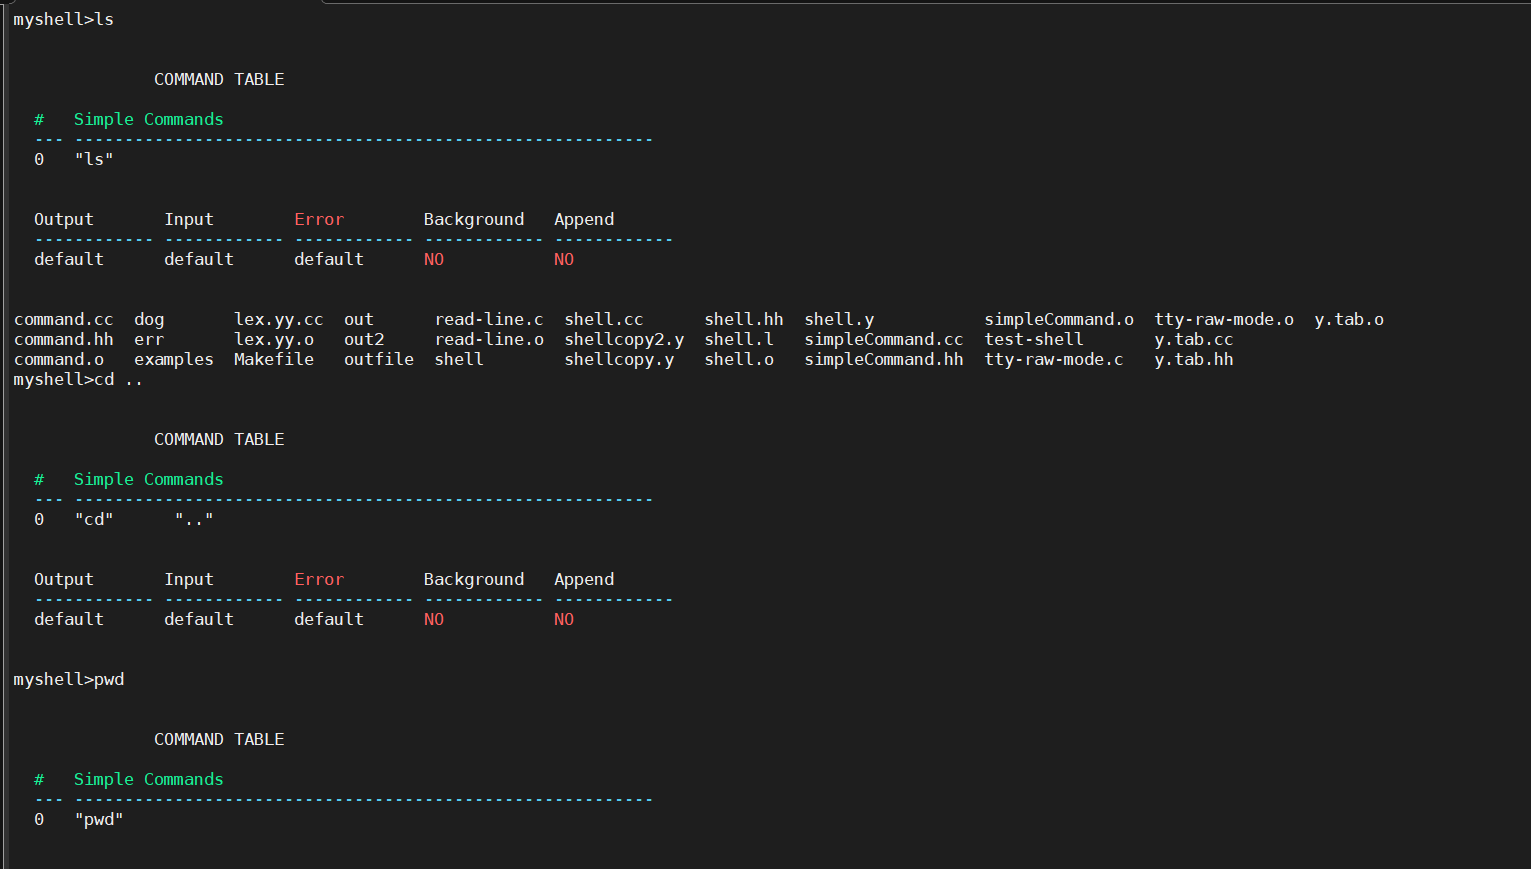 myshell>ls
COMMAND TABLE
#   Simple Commands
--- ----------------------------------------------------------
0   "ls"
Output       Input        Error        Background   Append
------------ ------------ ------------ ------------ ------------
default      default      default      NO           NO
command.cc  dog       lex.yy.cc  out      read-line.c  shell.cc      shell.hh  shell.y           simpleCommand.o  tty-raw-mode.o  y.tab.o
command.hh  err       lex.yy.o   out2     read-line.o  shellcopy2.y  shell.l   simpleCommand.cc  test-shell       y.tab.cc
command.o   examples  Makefile   outfile  shell        shellcopy.y   shell.o   simpleCommand.hh  tty-raw-mode.c   y.tab.hh
myshell>cd ..
COMMAND TABLE
#   Simple Commands
--- ----------------------------------------------------------
0   "cd"      ".."
Output       Input        Error        Background   Append
------------ ------------ ------------ ------------ ------------
default      default      default      NO           NO
myshell>pwd
COMMAND TABLE
#   Simple Commands
--- ----------------------------------------------------------
0   "pwd"